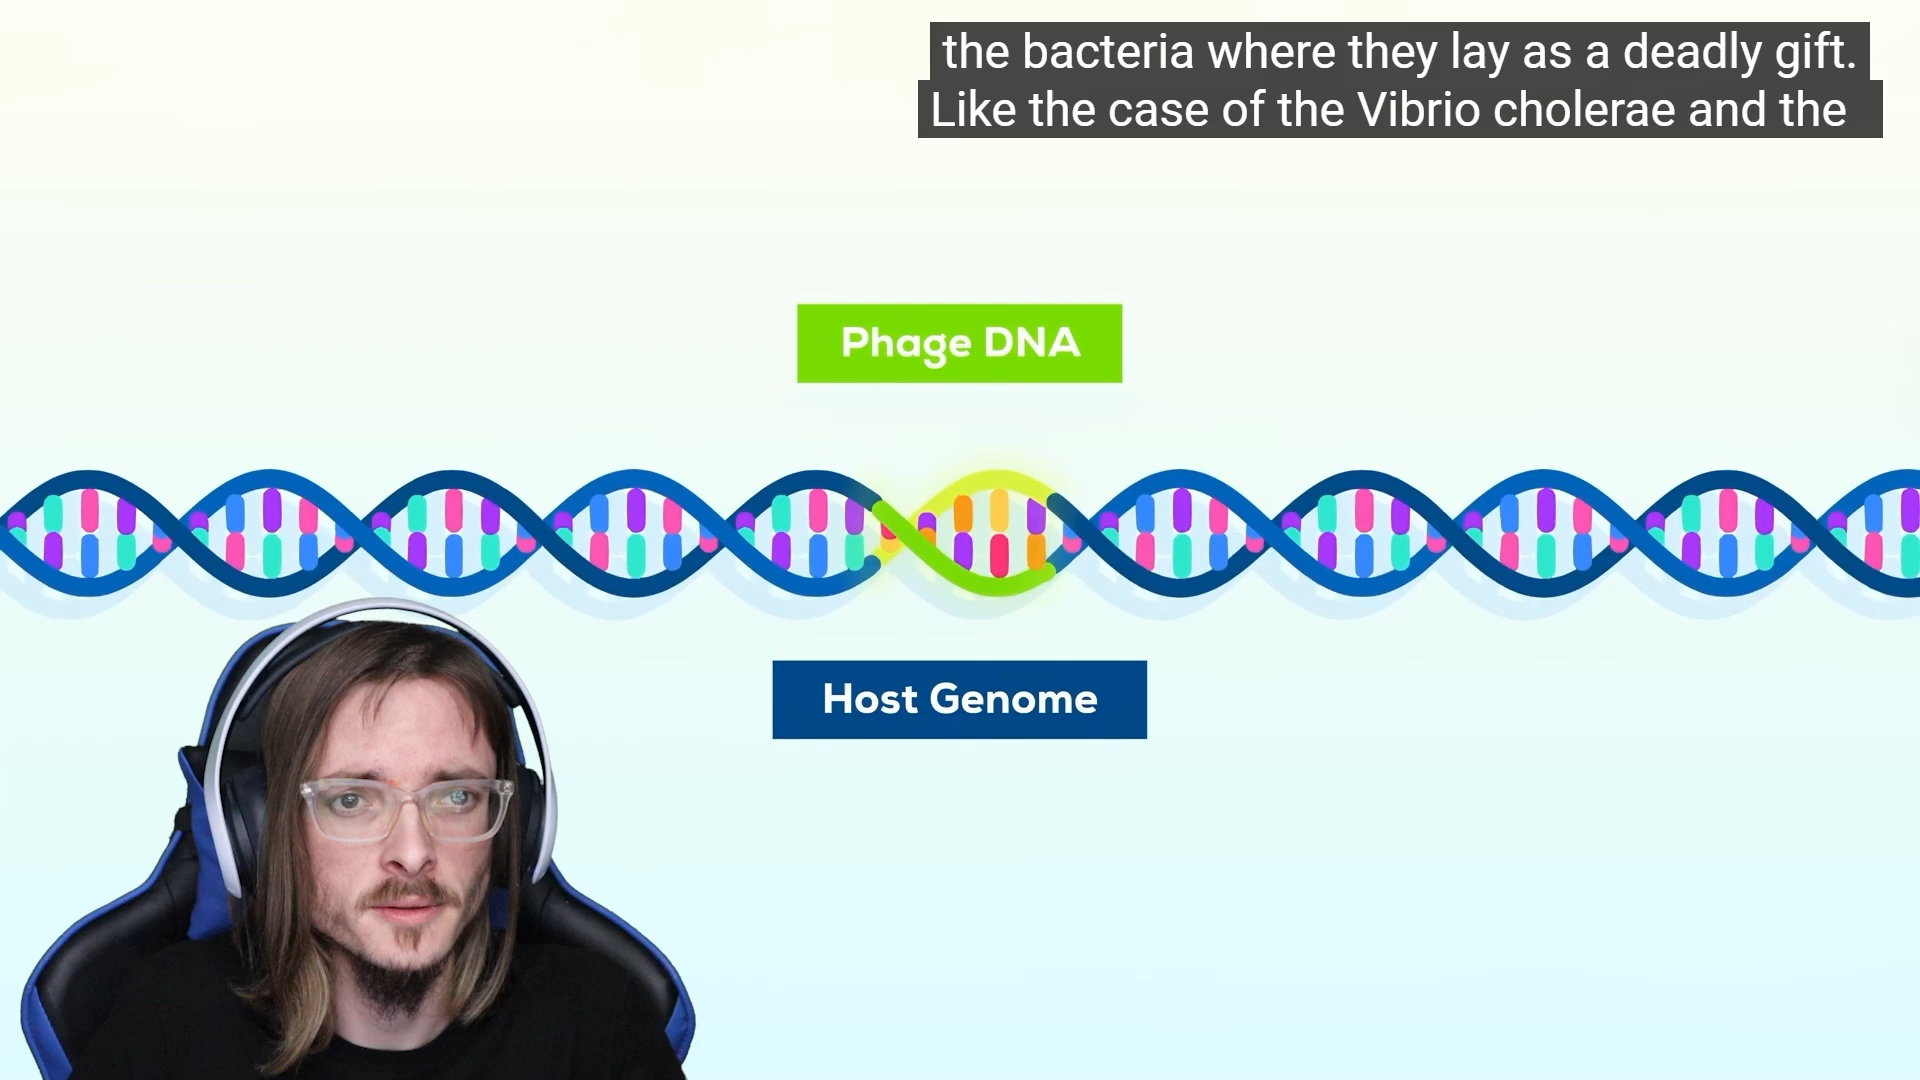 the bacteria where they lay as a deadly gift.
Like the case of the Vibrio cholerae and the
Phage DNA
Host Genome